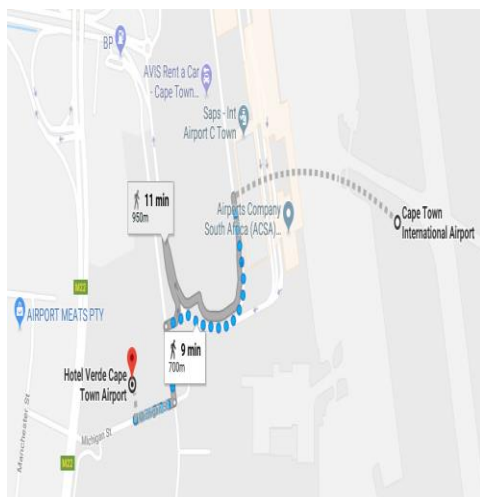 BP
AVIS Rent a Car
- Cape Town...
Saps - Int
Airport C Town
11 min
950m
Airports Company
South Africa (ACSA)...
Cape Town
International Airport
M22
AIRPORT MEATS PTY
9 min
700m
Hotel Verde Cape
Town Airport
Manchester St
Michigan St
M22